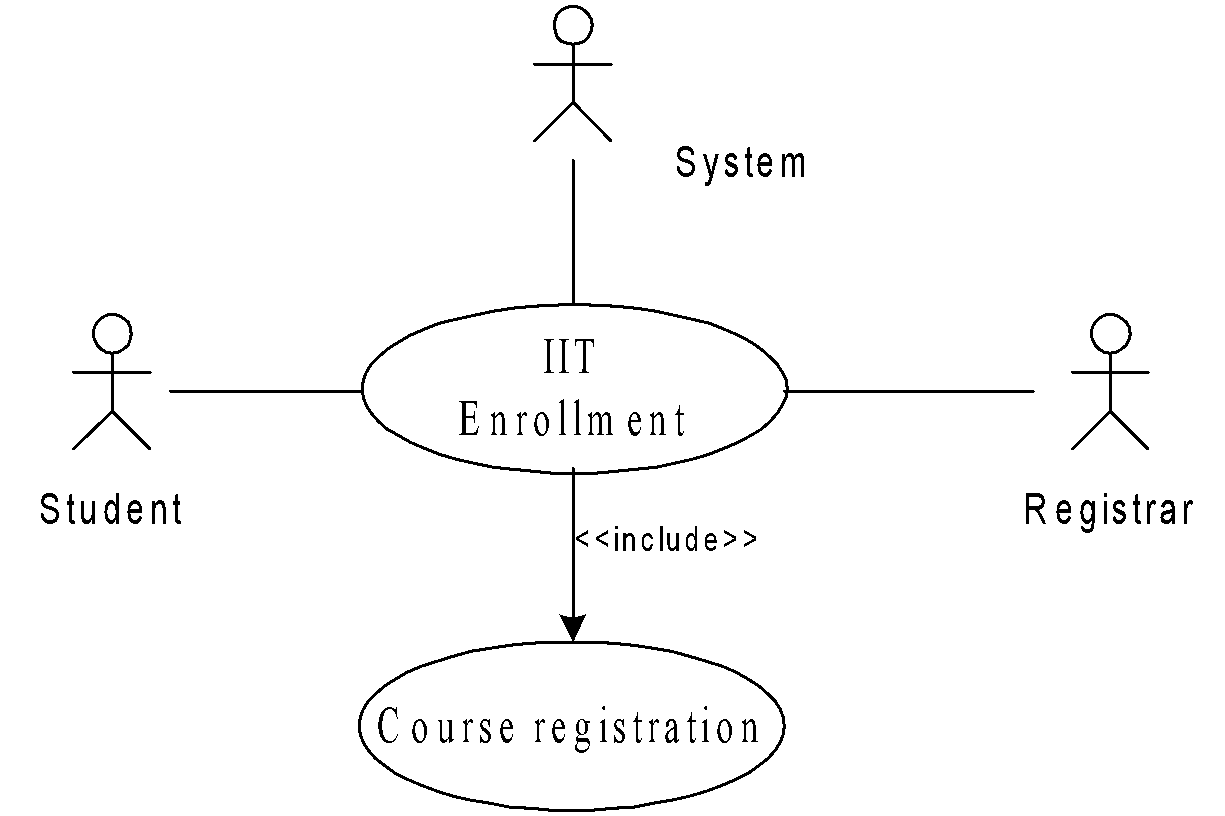 System
IIT
Enrollment
Student
Registrar
<<include>>
Course registration